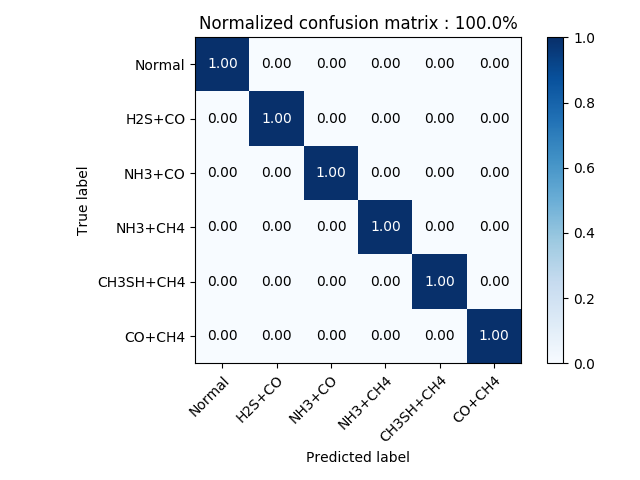 Normalized confusion matrix : 100.0%
Normal 1.00 0.00 0.00 0.00 0.00 0.00
H2S+CO 0.00 1.00 0.00 0.00 0.00 0.00
NH3+CO 0.00 0.00 1.00 0.00 0.00 0.00
NH3+CH4 0.00 0.00 0.00 1.00 0.00 0.00
CH3SH+CH4 0.00 0.00 0.00 0.00 1.00 0.00
CO+CH4 0.00 0.00 0.00 0.00 0.00 1.00
True label
Normal H2S+CO NH3+CO NH3+CH4 CH3SH+CH4 CO+CH4
Predicted label
1.0
0.8
0.6
0.4
0.2
0.0